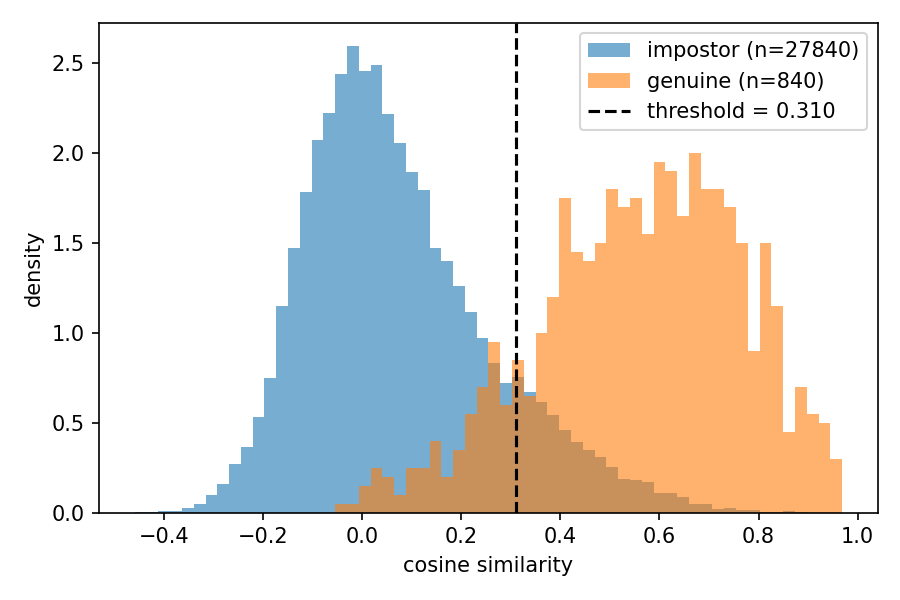 impostor (n=27840)
genuine (n=840)
threshold = 0.310
density
2.5
2.0
1.5
1.0
0.5
0.0
−0.4 −0.2 0.0 0.2 0.4 0.6 0.8 1.0
cosine similarity